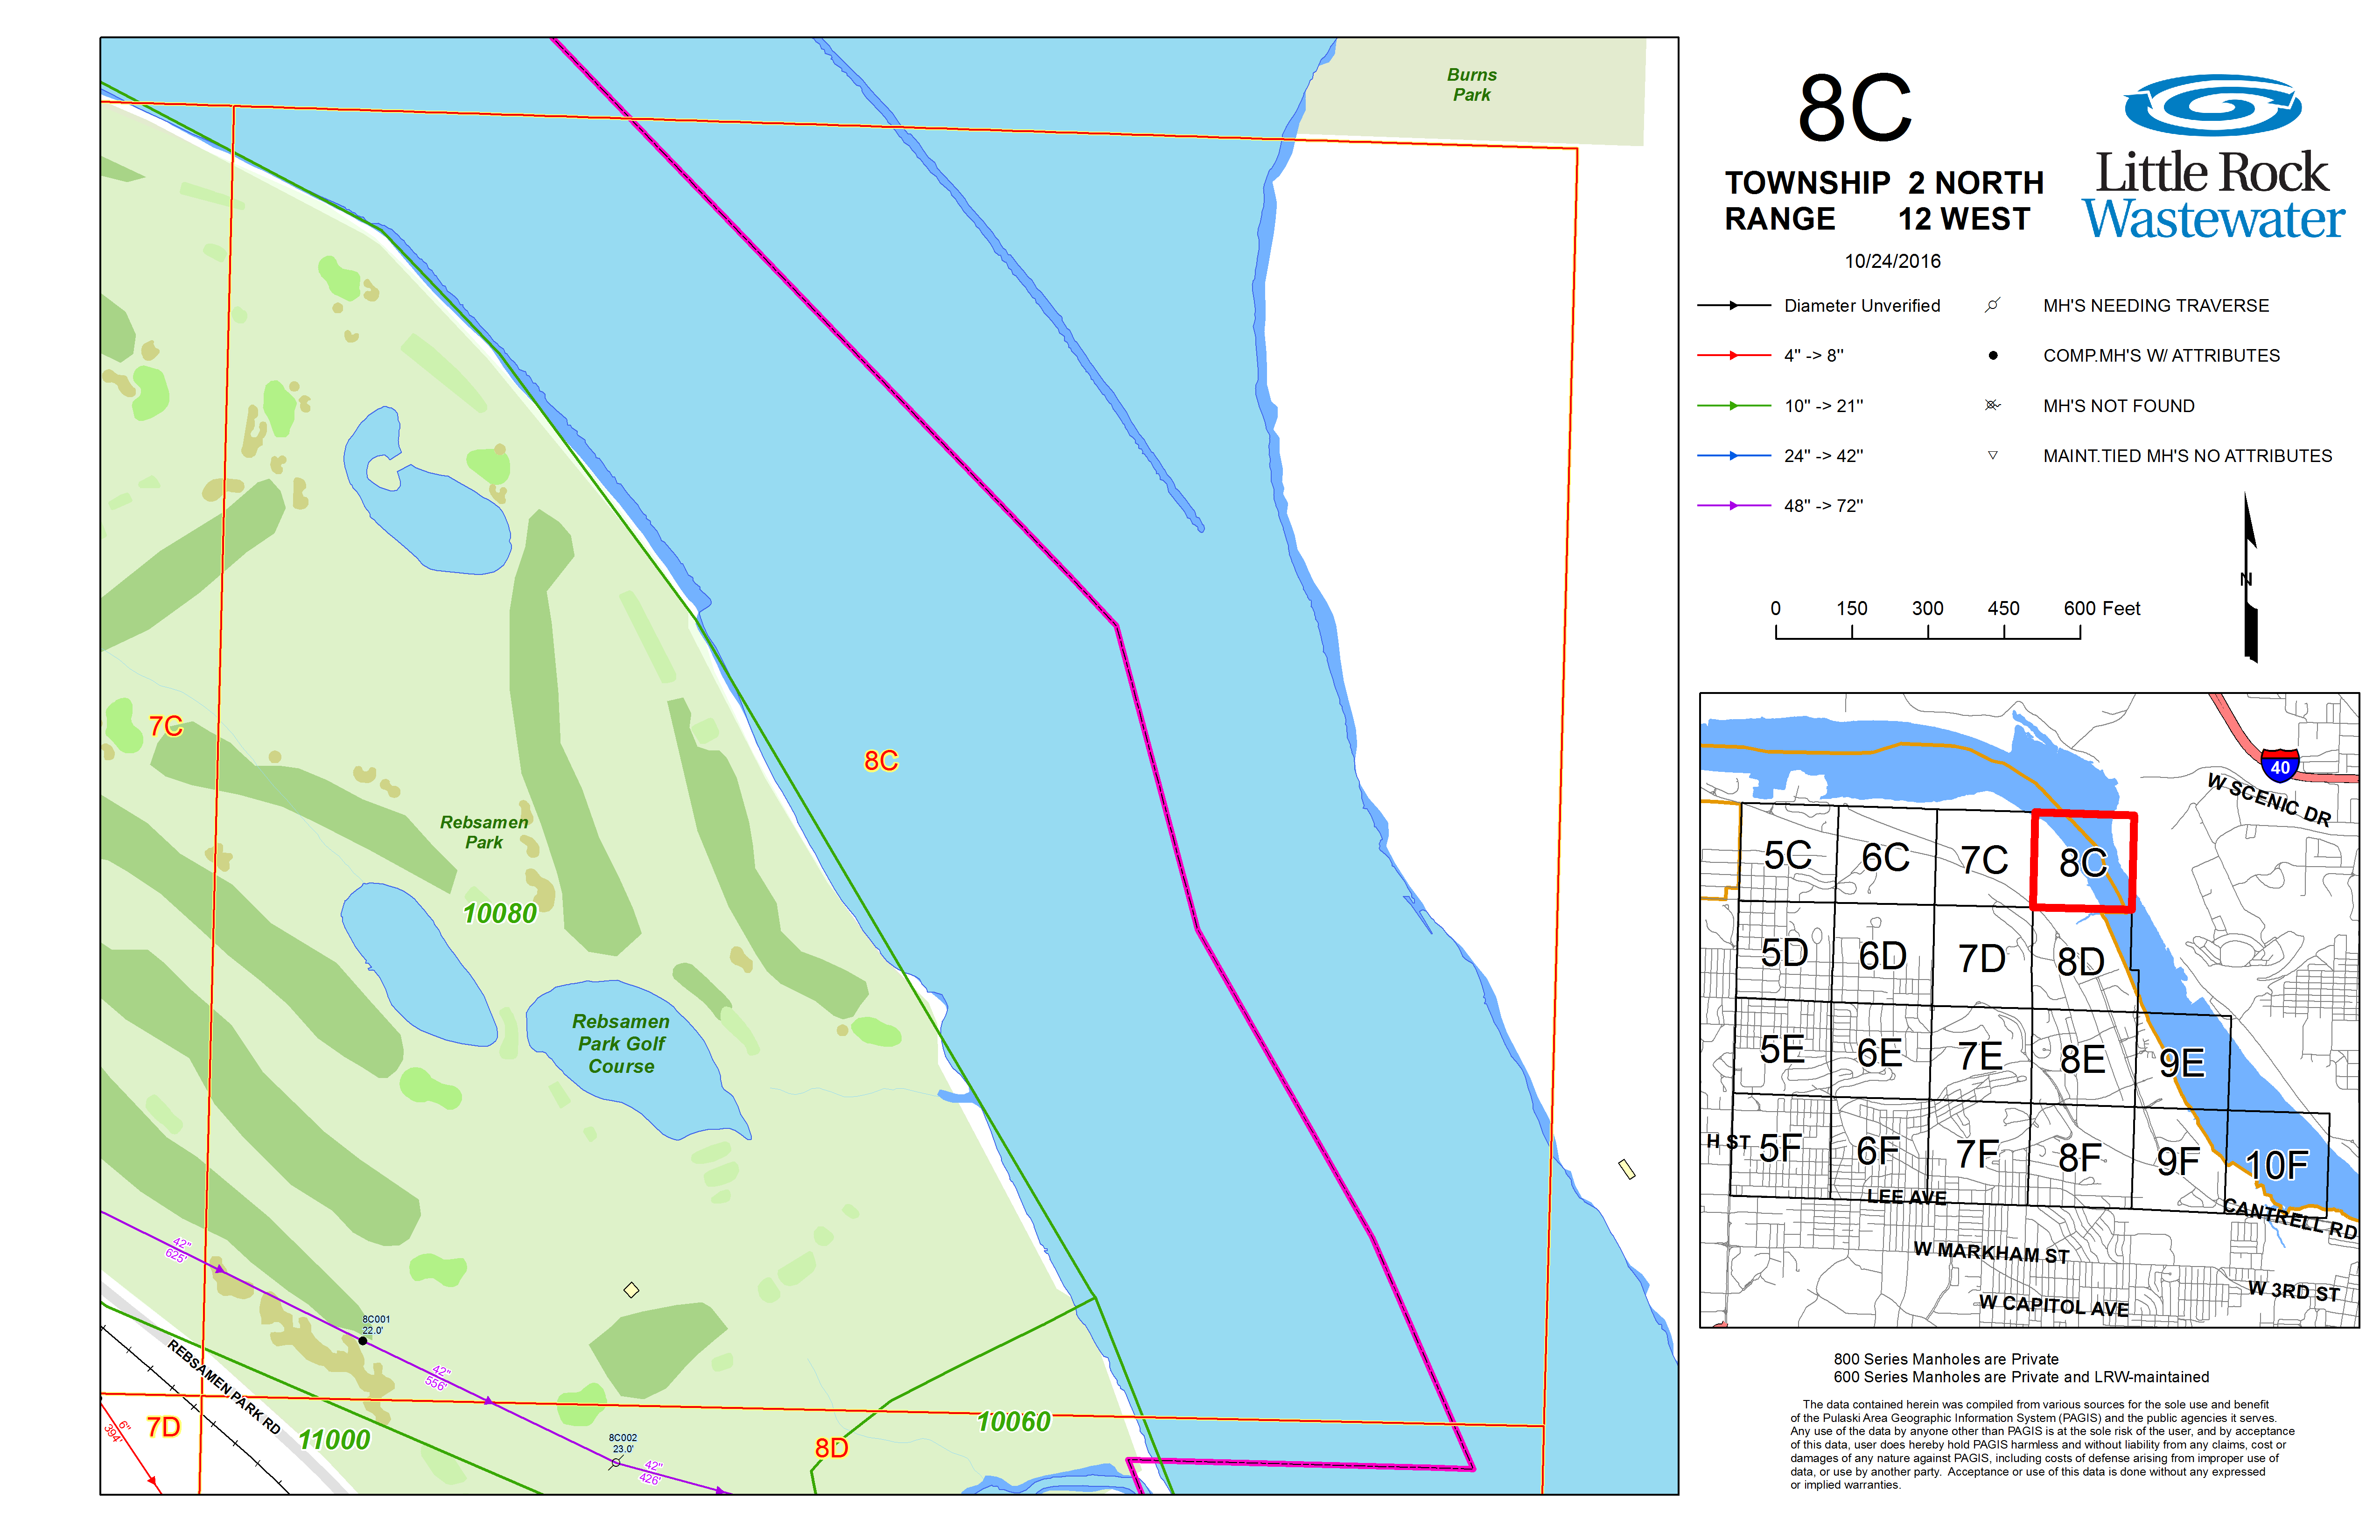 Burns
Park
7C
8C
Rebsamen
Park
10080
Rebsamen
Park Golf
Course
42"
625'
8C001
22.0'
REBSAMEN PARK RD
42"
556'
7D
6"
394'
11000
8C002
23.0'
42"
426'
8D
10060
8C
TOWNSHIP 2 NORTH
RANGE 12 WEST
10/24/2016
Little Rock
Wastewater
Diameter Unverified
4" -> 8"
10" -> 21"
24" -> 42"
48" -> 72"
MH'S NEEDING TRAVERSE
COMP.MH'S W/ ATTRIBUTES
MH'S NOT FOUND
MAINT.TIED MH'S NO ATTRIBUTES
N
0 150 300 450 600 Feet
40
W SCENIC DR
5C 6C 7C 8C
5D 6D 7D 8D
5E 6E 7E 8E 9E
H ST 5F 6F 7F 8F 9F 10F
LEE AVE
CANTRELL RD
W MARKHAM ST
W 3RD ST
W CAPITOL AVE
800 Series Manholes are Private
600 Series Manholes are Private and LRW-maintained
The data contained herein was compiled from various sources for the sole use and benefit
of the Pulaski Area Geographic Information System (PAGIS) and the public agencies it serves.
Any use of the data by anyone other than PAGIS is at the sole risk of the user, and by acceptance
of this data, user does hereby hold PAGIS harmless and without liability from any claims, cost or
damages of any nature against PAGIS, including costs of defense arising from improper use of
data, or use by another party. Acceptance or use of this data is done without any expressed
or implied warranties.